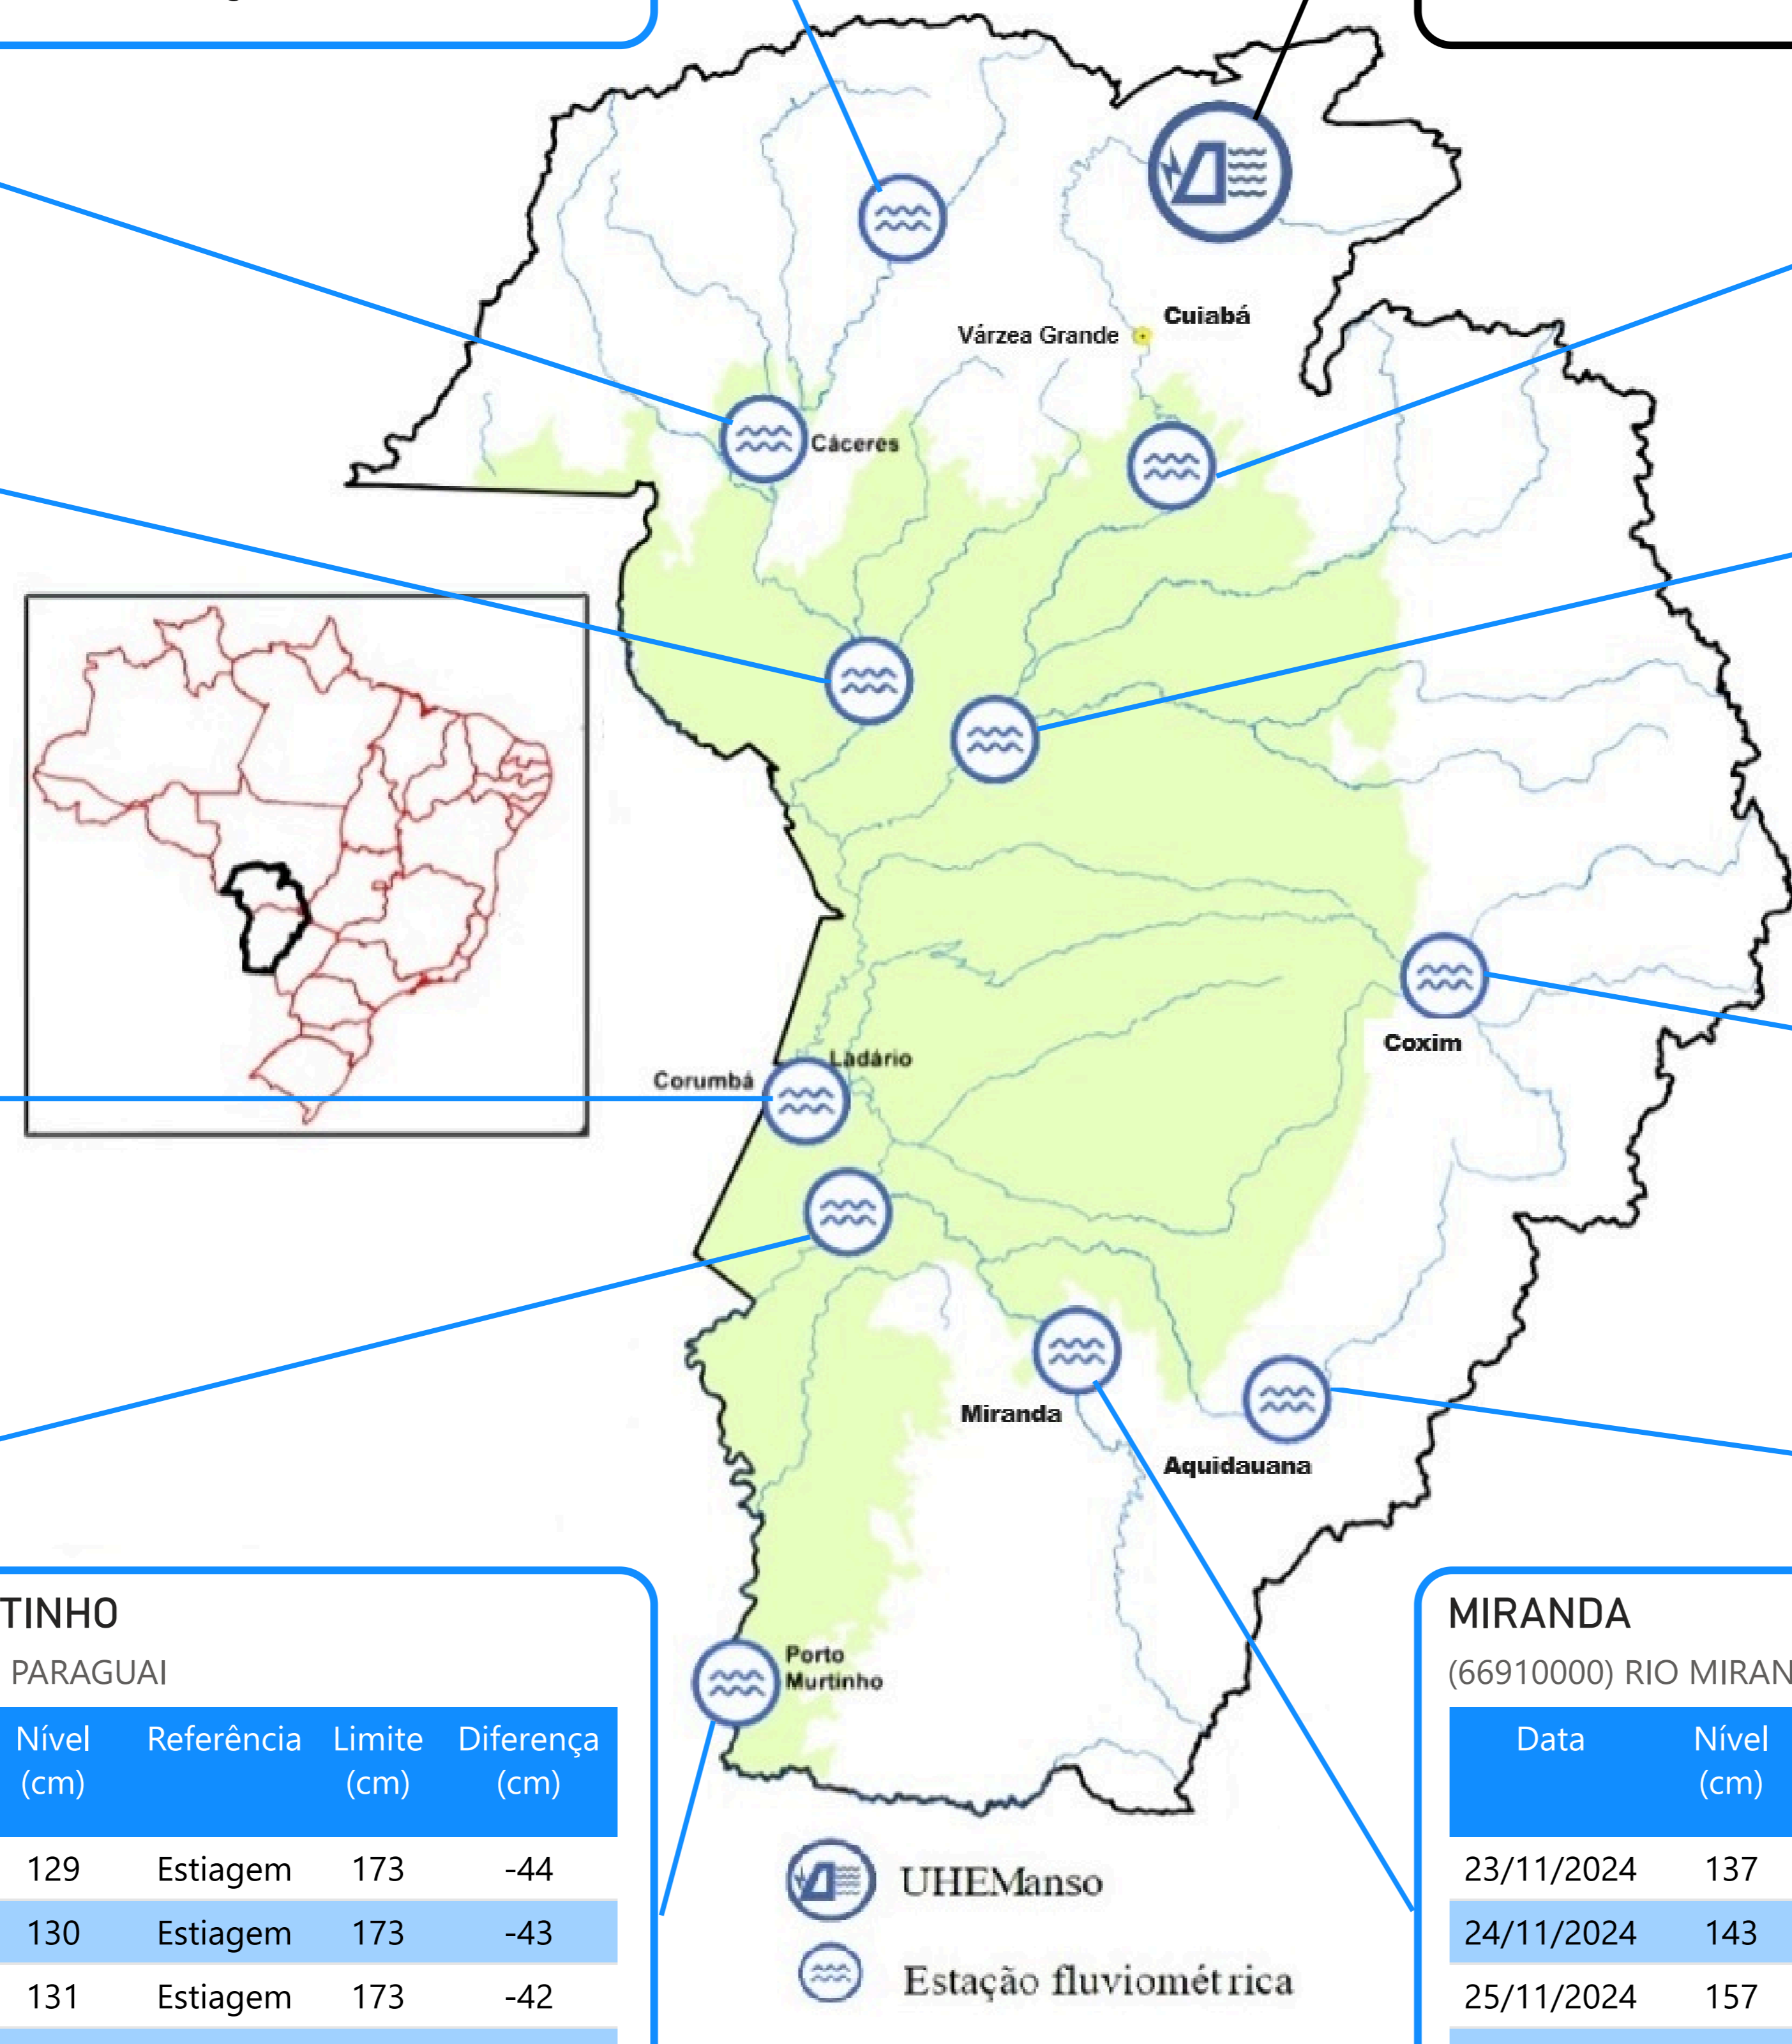 Cuiabá
Várzea Grande
Cáceres
Coxim
Ladário
Corumbá
Miranda
Aquidauana
Porto
Murtinho
TINHO
PARAGUAI
Nível Referência Limite Diferença
(cm) (cm) (cm)
129 Estiagem 173 -44
130 Estiagem 173 -43
131 Estiagem 173 -42
UHEManso
Estação fluviométrica
MIRANDA
(66910000) RIO MIRAN
Data Nível
(cm)
23/11/2024 137
24/11/2024 143
25/11/2024 157